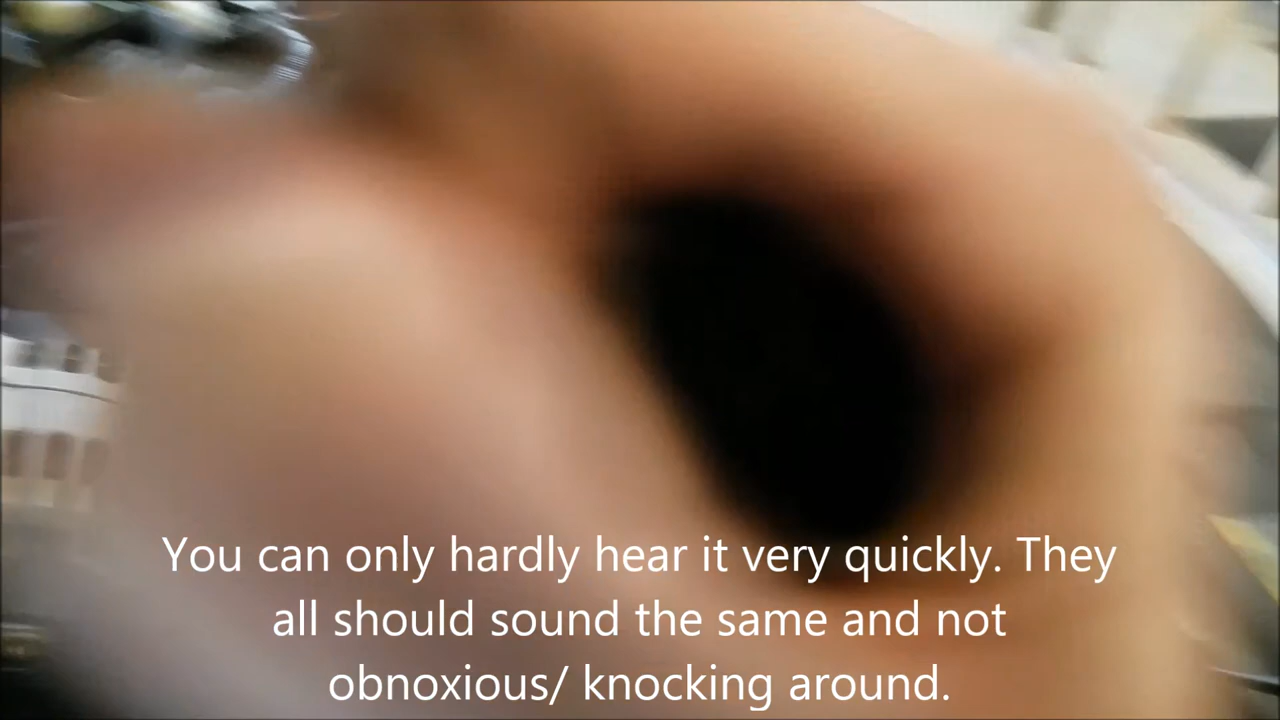 You can only hardly hear it very quickly. They
all should sound the same and not
obnoxious/ knocking around.